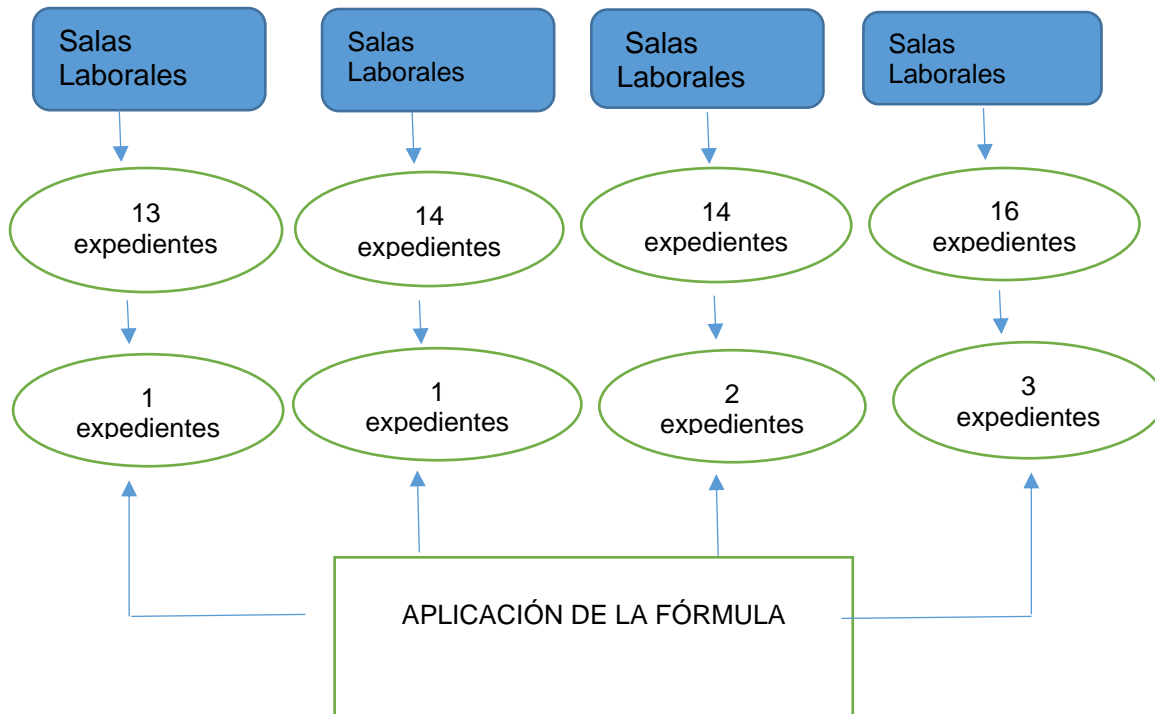 Salas
Laborales
Salas
Laborales
Salas
Laborales
Salas
Laborales
13
expedientes
14
expedientes
14
expedientes
16
expedientes
1
expedientes
1
expedientes
2
expedientes
3
expedientes
APLICACIÓN DE LA FÓRMULA